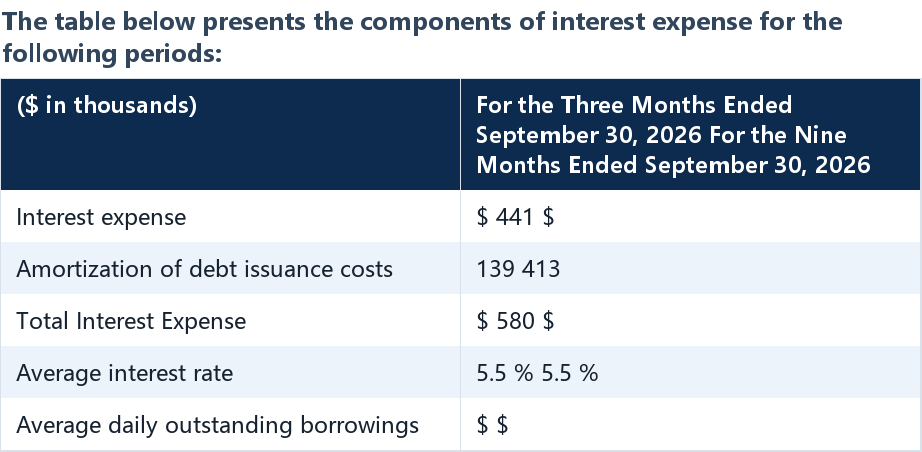 The table below presents the components of interest expense for the
following periods:
($ in thousands)
For the Three Months Ended
September 30, 2026 For the Nine
Months Ended September 30, 2026
Interest expense
$ 441 $
Amortization of debt issuance costs
139 413
Total Interest Expense
$ 580 $
Average interest rate
5.5 % 5.5 %
Average daily outstanding borrowings
$ $